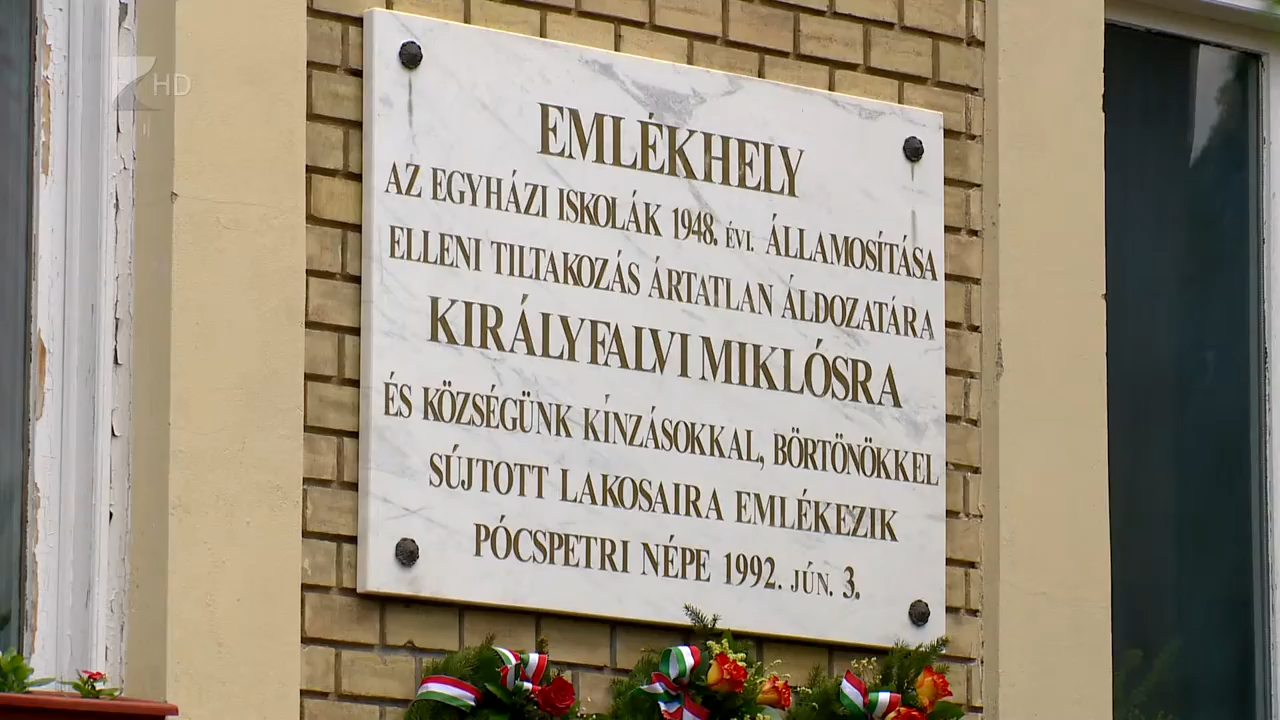 HD
EMLÉKHELY
AZ EGYHÁZI ISKOLÁK 1948. ÉVI. ÁLLAMOSÍTÁSA
ELLENI TILTAKOZÁS ÁRTATLAN ÁLDOZATÁRA
KIRÁLYFALVI MIKLÓSRA
ÉS KÖZSÉGÜNK KÍNZÁSOKKAL, BÖRTÖNÖKKEL
SÚJTOTT LAKOSAIRA EMLÉKEZIK
PÓCSPETRI NÉPE 1992. JÚN. 3.